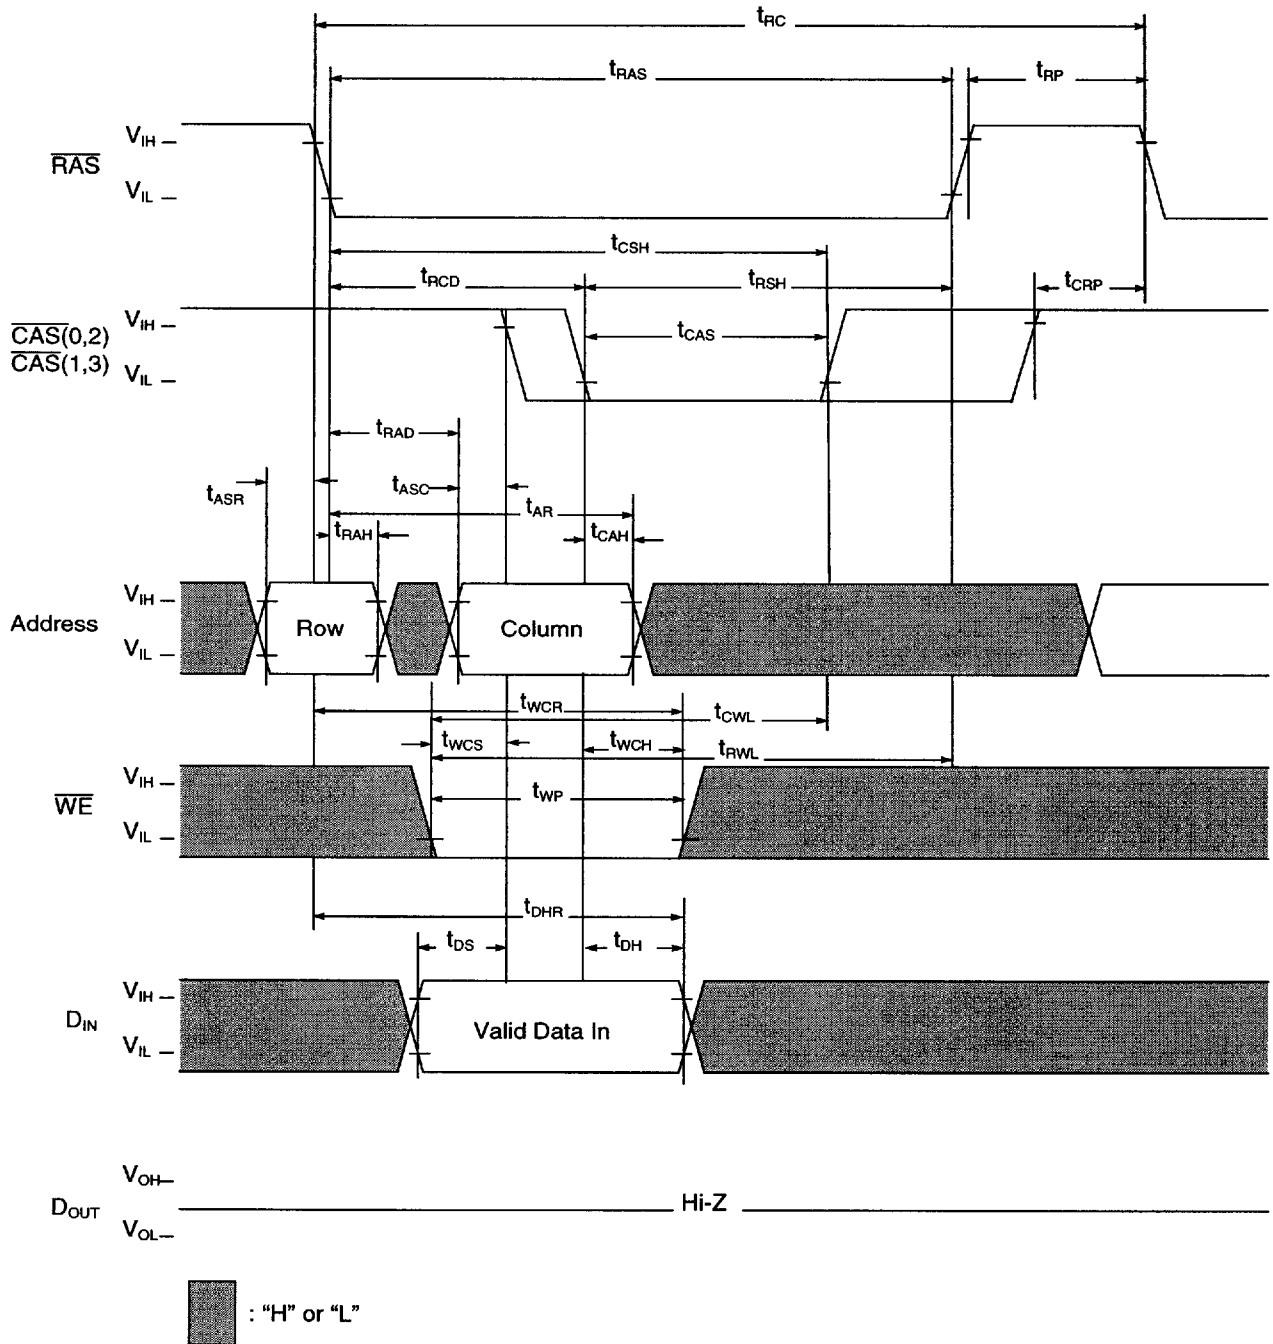 tRC
tRAS
tRP
RAS
VIH
VIL
tCSH
tRCD
tRSH
tCRP
CAS(0,2)
CAS(1,3)
VIH
VIL
tCAS
tRAD
tASR
tASC
tAR
tRAH
tCAH
Address
VIH
VIL
Row
Column
tWCR
tCWL
tWCS
tWCH
tRWL
WE
VIH
VIL
tWP
tDHR
tDS
tDH
DIN
VIH
VIL
Valid Data In
DOUT
VOH
VOL
Hi-Z
: “H” or “L”